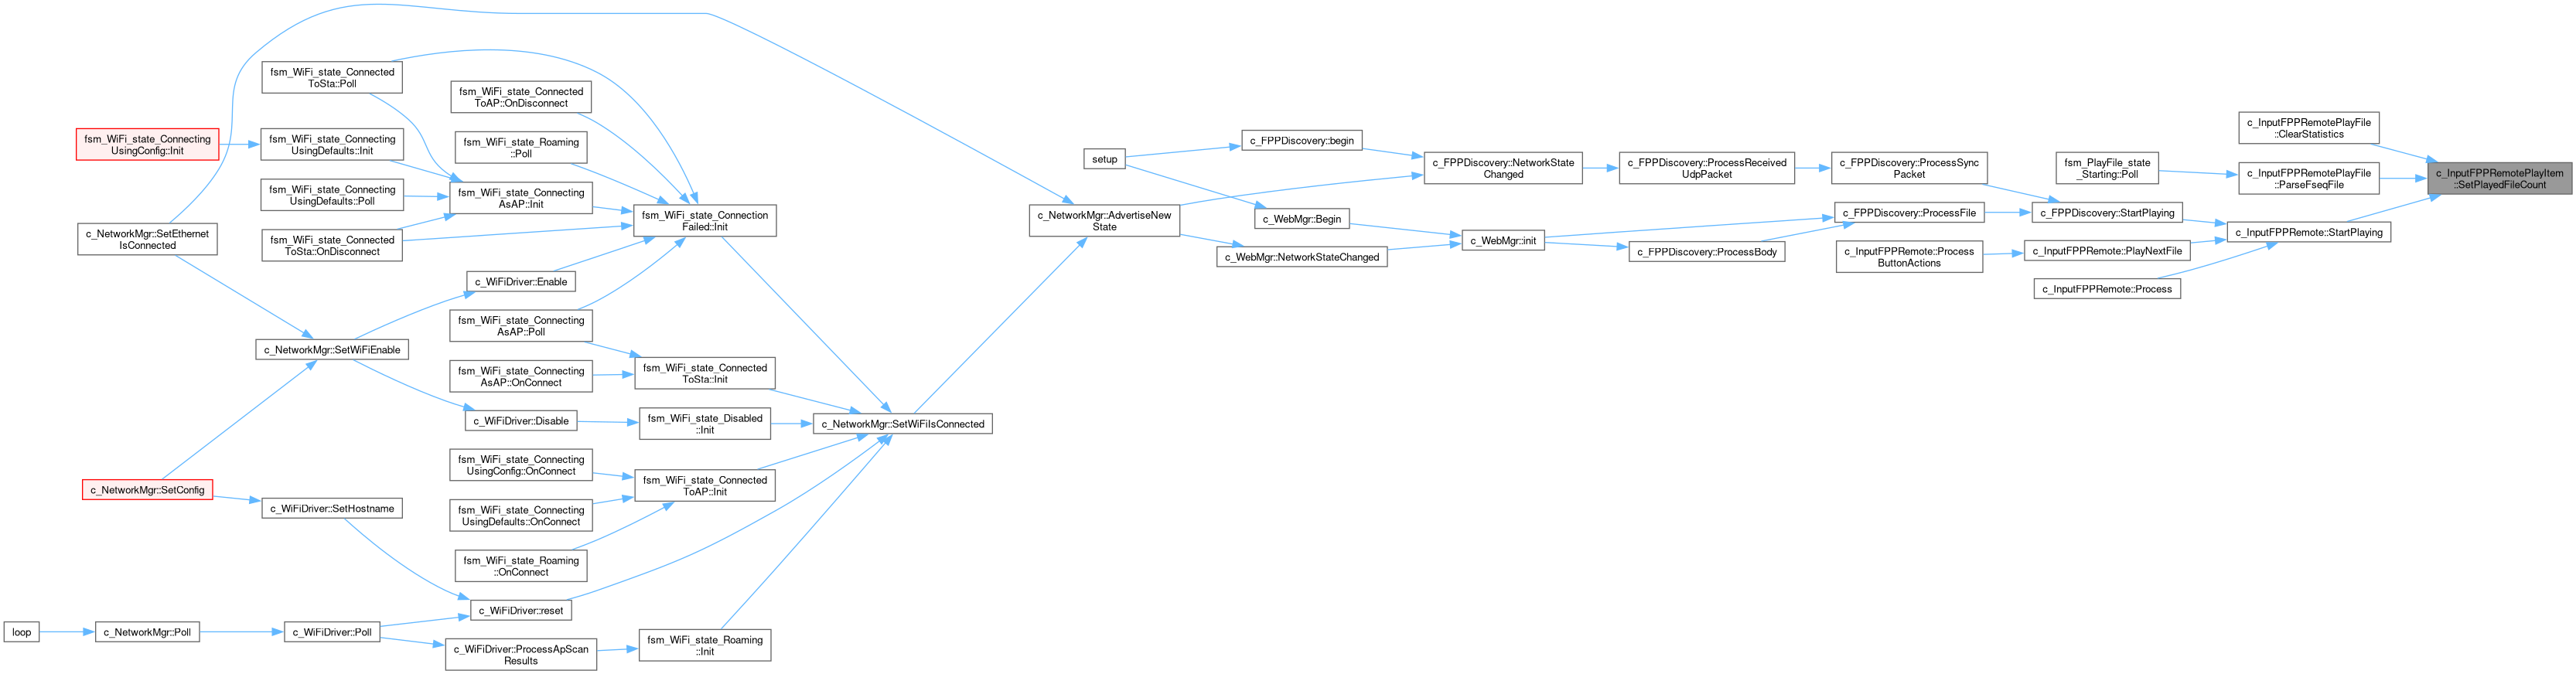 fsm_WiFi_state_Connected
ToSta::Poll
fsm_WiFi_state_Connected
ToAP::OnDisconnect
fsm_WiFi_state_Connecting
UsingConfig::Init
fsm_WiFi_state_Connecting
UsingDefaults::Init
fsm_WiFi_state_Roaming
::Poll
fsm_WiFi_state_Connecting
UsingDefaults::Poll
fsm_WiFi_state_Connecting
AsAP::Init
c_NetworkMgr::SetEthernet
IsConnected
fsm_WiFi_state_Connected
ToSta::OnDisconnect
fsm_WiFi_state_Connection
Failed::Init
c_WiFiDriver::Enable
fsm_WiFi_state_Connecting
AsAP::Poll
c_NetworkMgr::SetWiFiEnable
fsm_WiFi_state_Connecting
AsAP::OnConnect
fsm_WiFi_state_Connected
ToSta::Init
c_WiFiDriver::Disable
fsm_WiFi_state_Disabled
::Init
c_NetworkMgr::SetWiFiIsConnected
fsm_WiFi_state_Connecting
UsingConfig::OnConnect
c_NetworkMgr::SetConfig
c_WiFiDriver::SetHostname
fsm_WiFi_state_Connecting
UsingDefaults::OnConnect
fsm_WiFi_state_Connected
ToAP::Init
fsm_WiFi_state_Roaming
::OnConnect
c_WiFiDriver::reset
loop
c_NetworkMgr::Poll
c_WiFiDriver::Poll
c_WiFiDriver::ProcessApScan
Results
fsm_WiFi_state_Roaming
::Init
c_NetworkMgr::AdvertiseNew
State
setup
c_FPPDiscovery::begin
c_WebMgr::Begin
c_WebMgr::NetworkStateChanged
c_FPPDiscovery::NetworkState
Changed
c_WebMgr::init
c_FPPDiscovery::ProcessReceived
UdpPacket
c_FPPDiscovery::ProcessBody
c_FPPDiscovery::ProcessSync
Packet
c_FPPDiscovery::ProcessFile
c_InputFPPRemote::Process
ButtonActions
fsm_PlayFile_state
_Starting::Poll
c_FPPDiscovery::StartPlaying
c_InputFPPRemote::PlayNextFile
c_InputFPPRemote::Process
c_InputFPPRemotePlayFile
::ClearStatistics
c_InputFPPRemotePlayFile
::ParseFseqFile
c_InputFPPRemote::StartPlaying
c_InputFPPRemotePlayItem
::SetPlayedFileCount